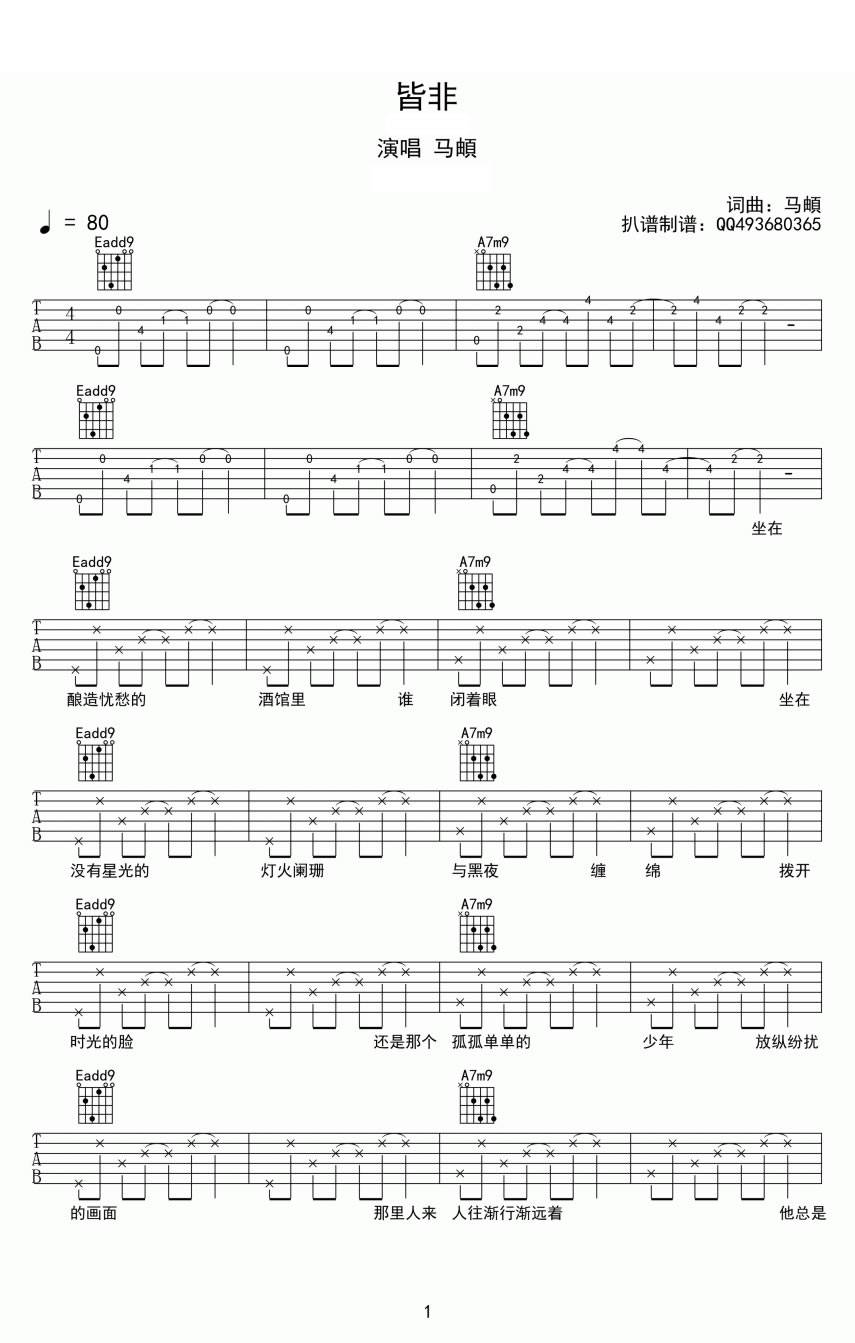 皆非
演唱 马頔
词曲：马頔
= 80
扒谱制谱：QQ493680365
Eadd9 A7m9
T A B 4 4 0 0 4 1 1 0 0 0 0 4 1 1 0 0 0 2 2 4 4 4 4 2 2 4 4 2 2
Eadd9 A7m9
T A B 0 0 4 1 1 0 0 0 0 4 1 1 0 0 0 2 2 4 4 4 4 4 4 2 2
坐在
Eadd9 A7m9
T A B
酿造忧愁的 酒馆里 谁 闭着眼 坐在
Eadd9 A7m9
T A B
没有星光的 灯火阑珊 与黑夜 缠 绵 拨开
Eadd9 A7m9
T A B
时光的脸 还是那个 孤孤单单的 少年 放纵纷扰
Eadd9 A7m9
T A B
的画面 那里人来 人往渐行渐远着 他总是
1